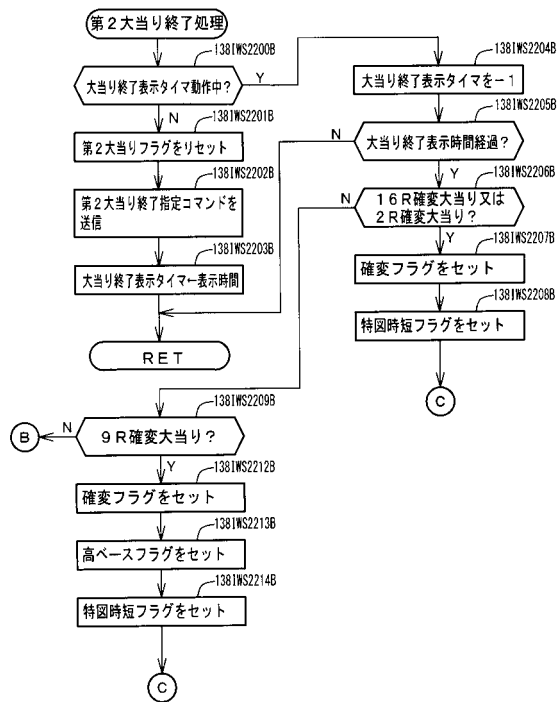 第2大当り終了処理
138IWS2200B
大当り終了表示タイマ動作中？
Y
N
138IWS2201B
第2大当りフラグをリセット
138IWS2202B
第2大当り終了指定コマンドを
送信
138IWS2203B
大当り終了表示タイマ←表示時間
RET
138IWS2204B
大当り終了表示タイマを－1
138IWS2205B
大当り終了表示時間経過？
N
Y
138IWS2206B
16R確変大当り又は
2R確変大当り？
N
Y
138IWS2207B
確変フラグをセット
138IWS2208B
特図時短フラグをセット
C
138IWS2209B
9R確変大当り？
N
B
Y
138IWS2212B
確変フラグをセット
138IWS2213B
高ベースフラグをセット
138IWS2214B
特図時短フラグをセット
C